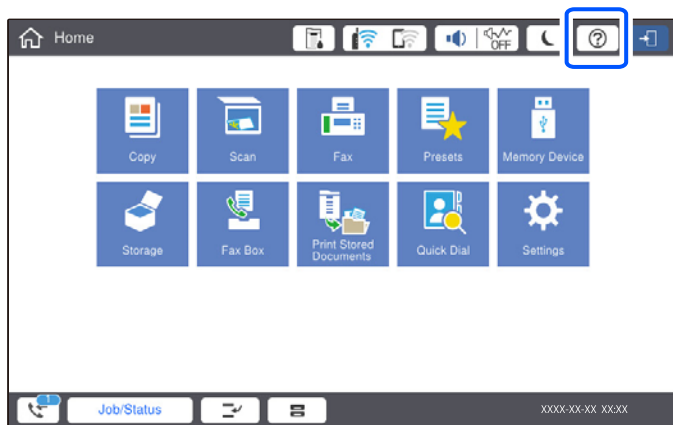 Home
OFF
?
Copy
Scan
Fax
Presets
Memory Device
Storage
Fax Box
Print Stored
Documents
Quick Dial
Settings
1
Job/Status
XXXX-XX-XX XX:XX